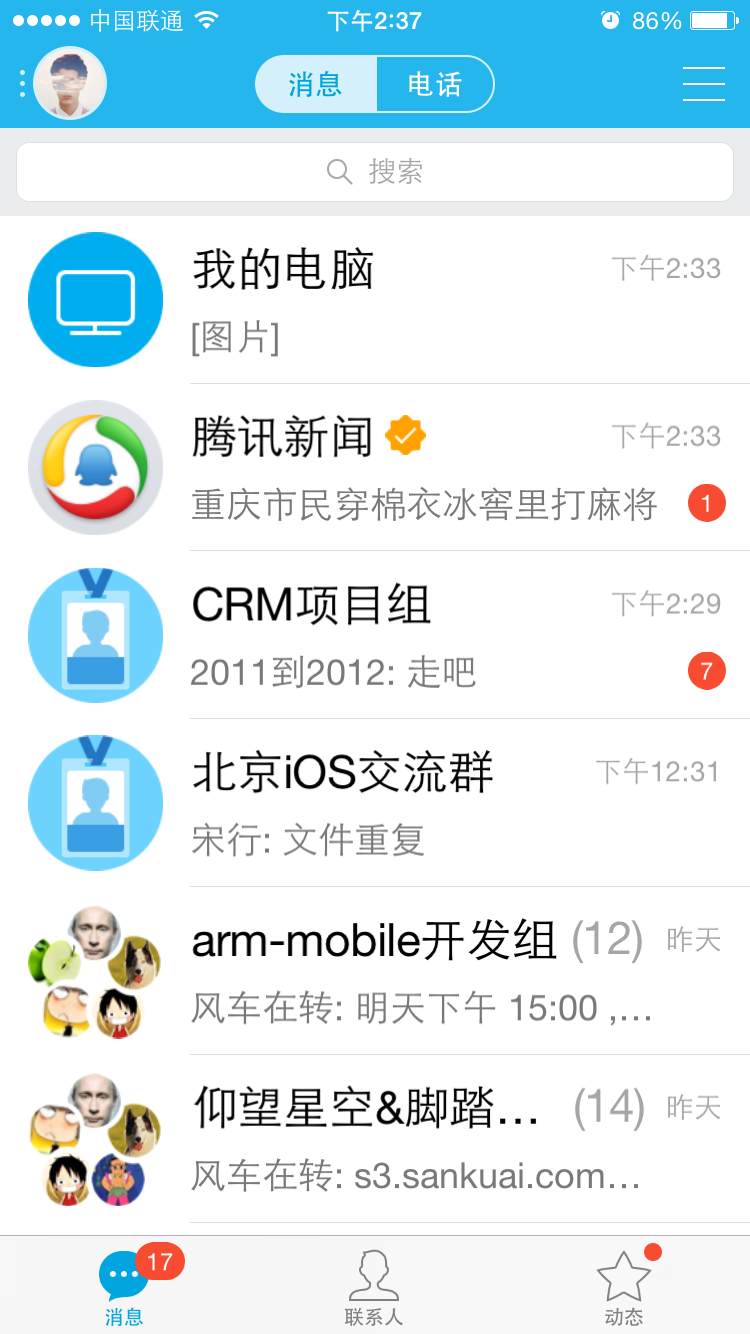 中国联通 下午2:37 86%
消息 电话
搜索
我的电脑 下午2:33
[图片]
腾讯新闻 下午2:33
重庆市民穿棉衣冰窖里打麻将 1
CRM项目组 下午2:29
2011到2012: 走吧 7
北京iOS交流群 下午12:31
宋行: 文件重复
arm-mobile开发组 (12) 昨天
风车在转: 明天下午 15:00 ,...
仰望星空&脚踏... (14) 昨天
风车在转: s3.sankuai.com...
17
消息 联系人 动态